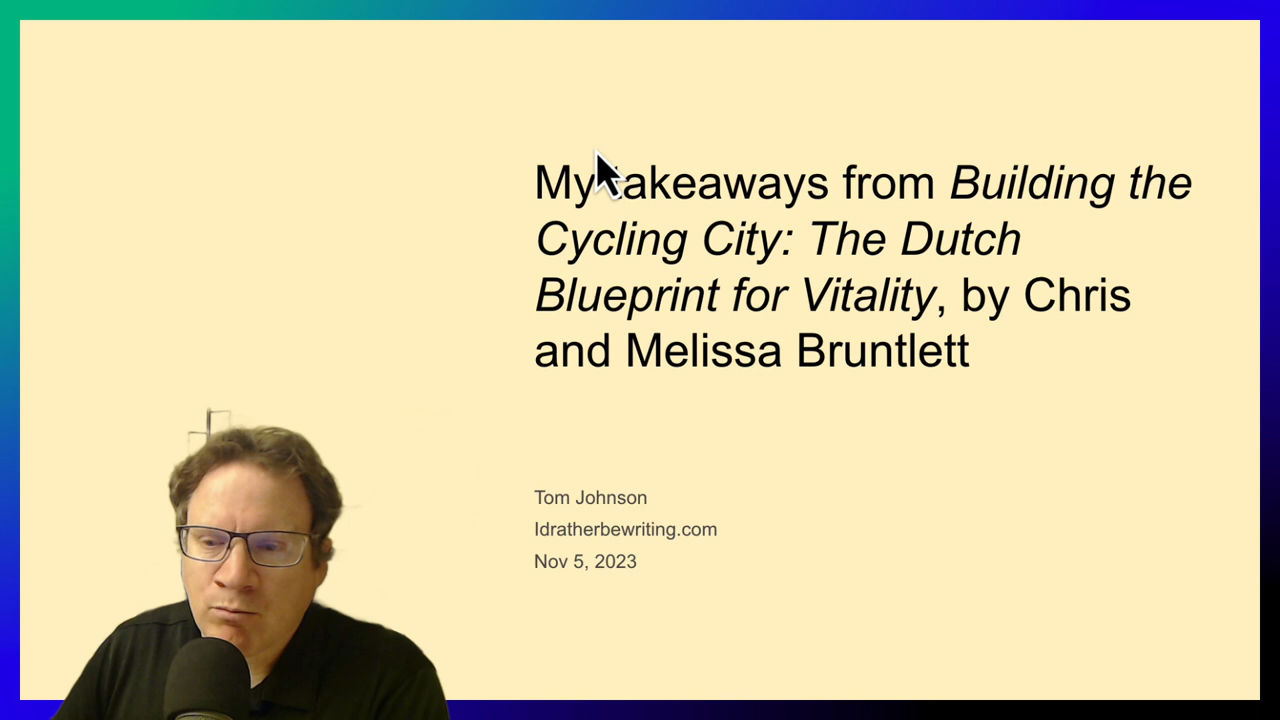 My takeaways from Building the
Cycling City: The Dutch
Blueprint for Vitality, by Chris
and Melissa Bruntlett
Tom Johnson
Idratherbewriting.com
Nov 5, 2023